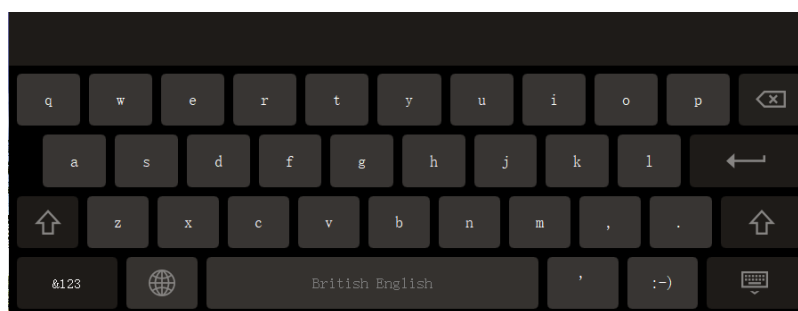 q w e r t y u i o p
a s d f g h j k l
z x c v b n m , .
&123 British English ' :-)